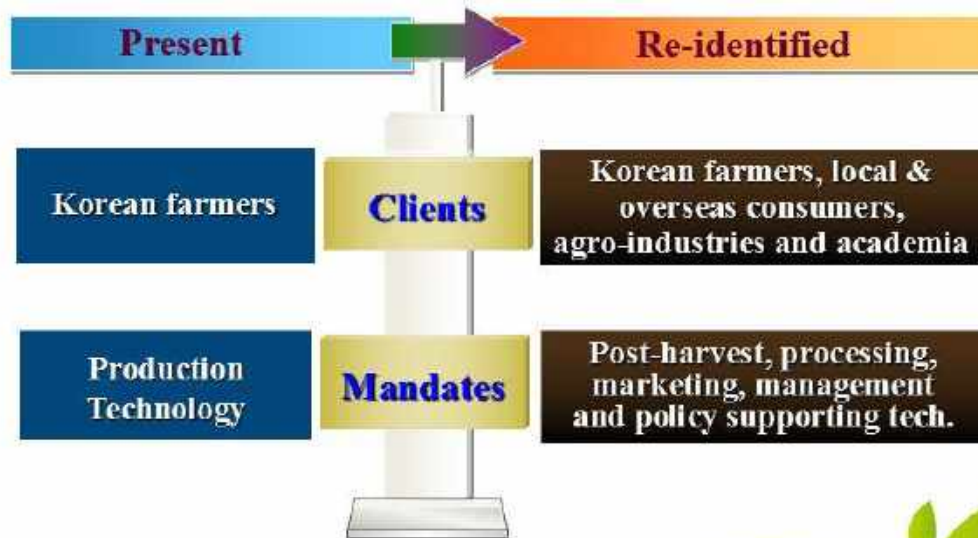 Present
Re-identified
Korean farmers
Clients
Korean farmers, local &
overseas consumers,
agro-industries and academia
Production
Technology
Mandates
Post-harvest, processing,
marketing, management
and policy supporting tech.